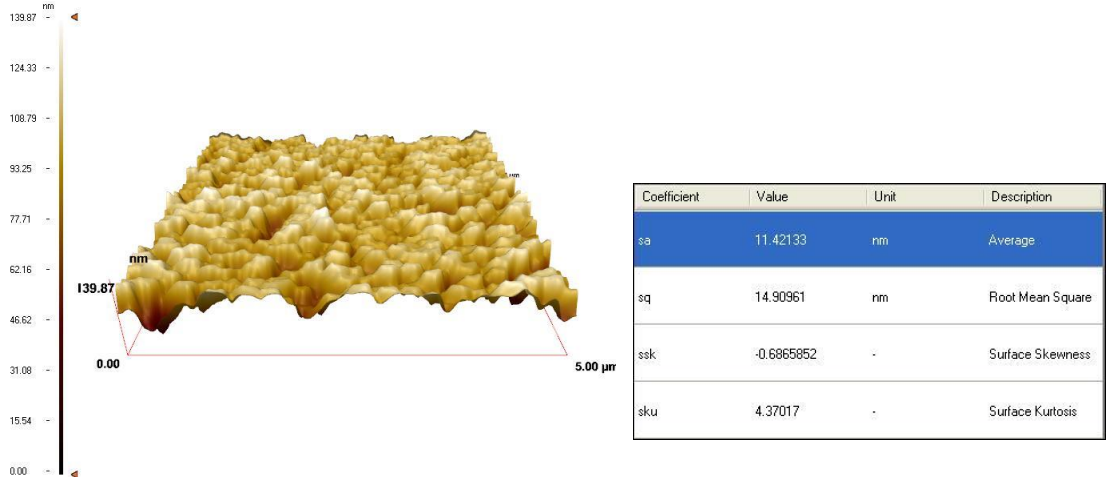 nm
139.87
124.33
108.79
93.25
77.71
62.16
46.62
31.08
15.54
0.00
nm
139.87
0.00
5.00 µm
Coefficient Value Unit Description
sa 11.42133 nm Average
sq 14.90961 nm Root Mean Square
ssk -0.6865852 - Surface Skewness
sku 4.37017 - Surface Kurtosis